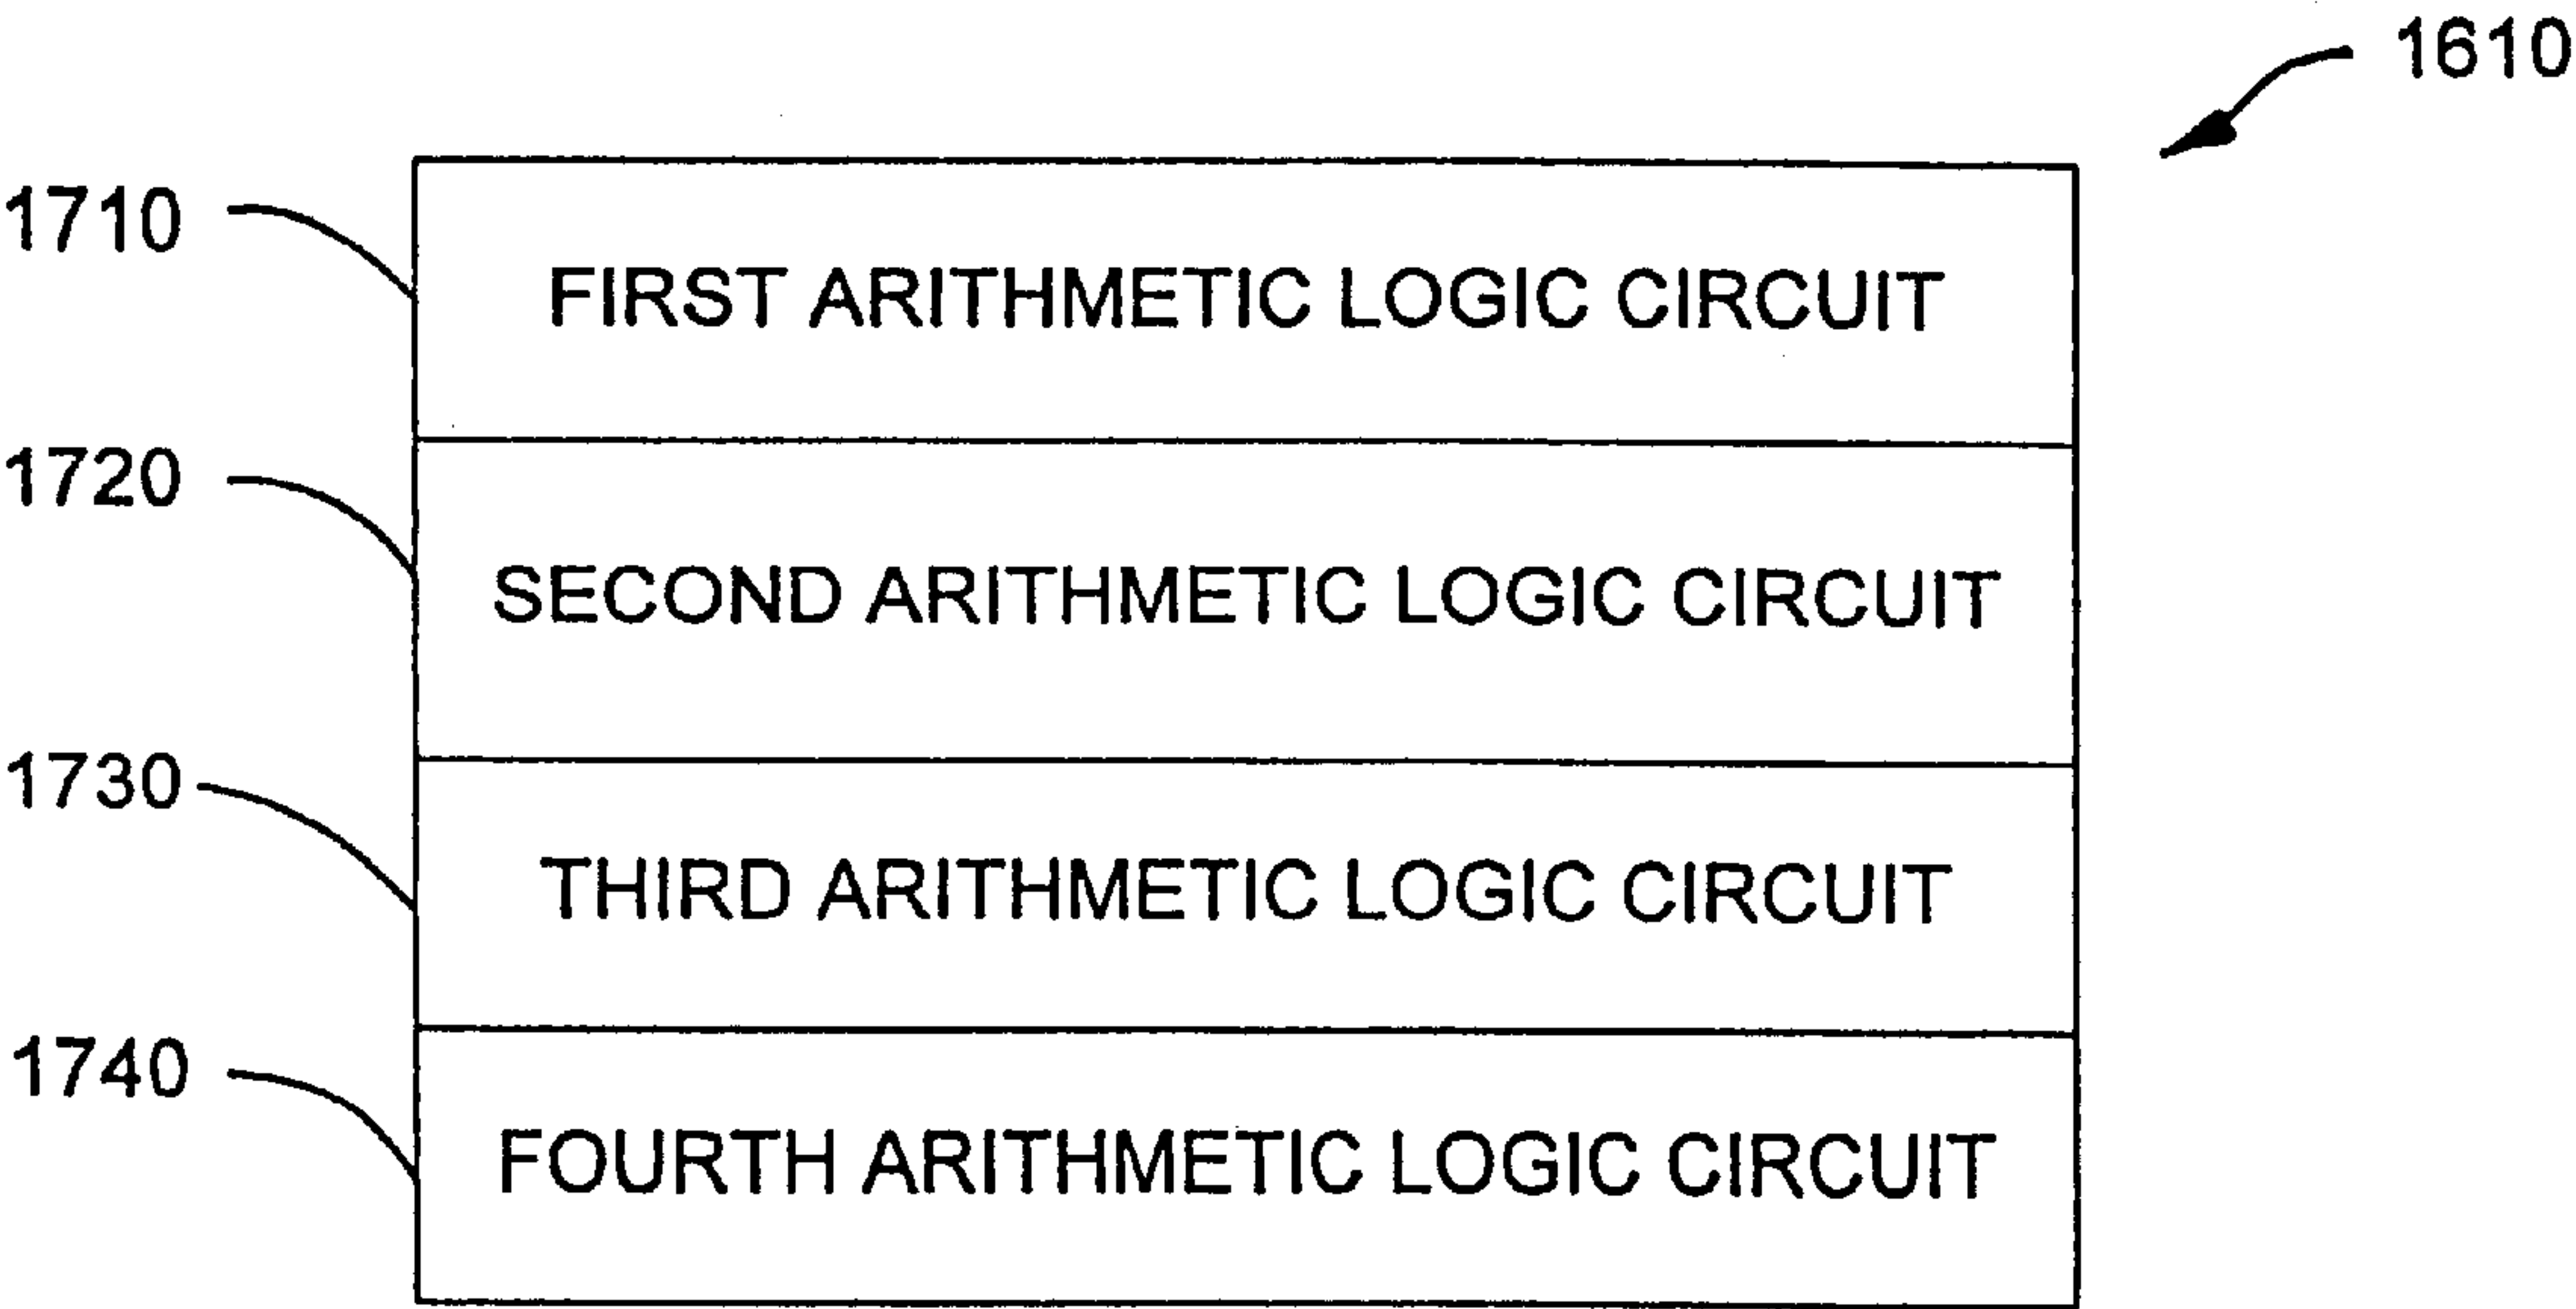 1610
1710
FIRST ARITHMETIC LOGIC CIRCUIT
1720
SECOND ARITHMETIC LOGIC CIRCUIT
1730
THIRD ARITHMETIC LOGIC CIRCUIT
1740
FOURTH ARITHMETIC LOGIC CIRCUIT